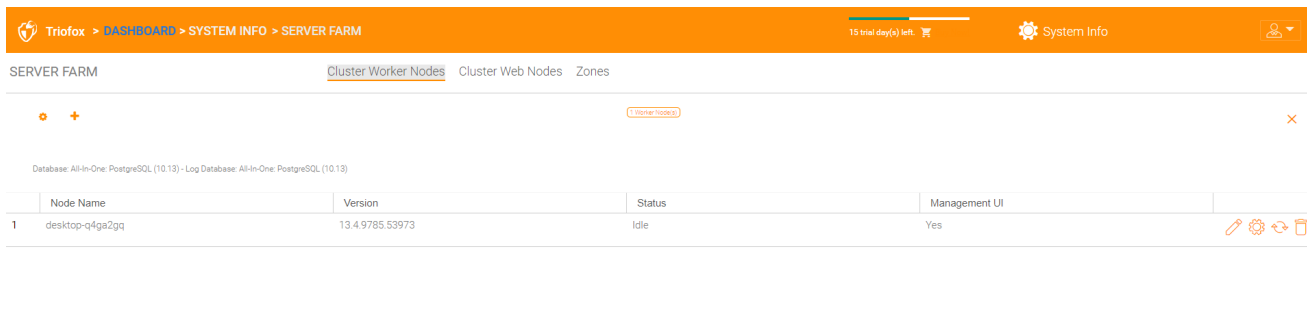 Triofox > DASHBOARD > SYSTEM INFO > SERVER FARM
15 trial day(s) left.
System Info
SERVER FARM
Cluster Worker Nodes Cluster Web Nodes Zones
1 Worker Node(s)
Database: All-In-One: PostgreSQL (10.13) - Log Database: All-In-One: PostgreSQL (10.13)
Node Name Version Status Management UI
1 desktop-q4ga2gq 13.4.9785.53973 Idle Yes